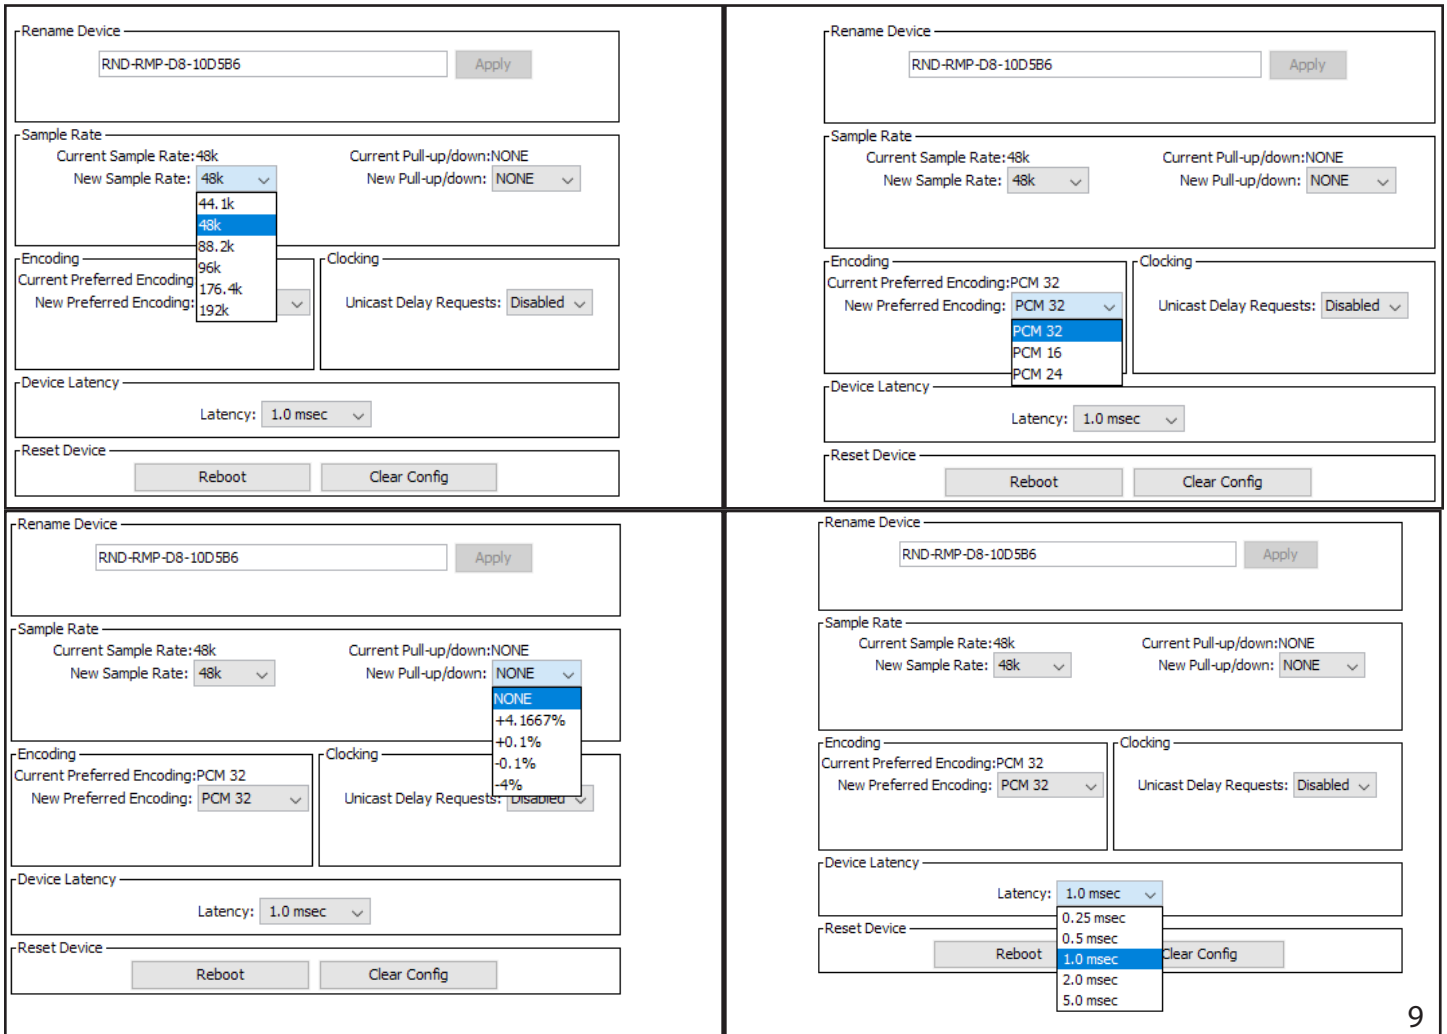 Rename Device
RND-RMP-D8-10D5B6 Apply
Sample Rate
Current Sample Rate:48k Current Pull-up/down:NONE
New Sample Rate: 48k New Pull-up/down: NONE
44.1k
48k
88.2k
96k
176.4k
192k
Encoding Clocking
Current Preferred Encoding
New Preferred Encoding: Unicast Delay Requests: Disabled
Device Latency
Latency: 1.0 msec
Reset Device
Reboot Clear Config
Rename Device
RND-RMP-D8-10D5B6 Apply
Sample Rate
Current Sample Rate:48k Current Pull-up/down:NONE
New Sample Rate: 48k New Pull-up/down: NONE
Encoding Clocking
Current Preferred Encoding:PCM 32
New Preferred Encoding: PCM 32 Unicast Delay Requests: Disabled
PCM 32
PCM 16
PCM 24
Device Latency
Latency: 1.0 msec
Reset Device
Reboot Clear Config
Rename Device
RND-RMP-D8-10D5B6 Apply
Sample Rate
Current Sample Rate:48k Current Pull-up/down:NONE
New Sample Rate: 48k New Pull-up/down: NONE
NONE
+4.1667%
+0.1%
-0.1%
-4%
Encoding Clocking
Current Preferred Encoding:PCM 32
New Preferred Encoding: PCM 32 Unicast Delay Requests: Disabled
Device Latency
Latency: 1.0 msec
Reset Device
Reboot Clear Config
Rename Device
RND-RMP-D8-10D5B6 Apply
Sample Rate
Current Sample Rate:48k Current Pull-up/down:NONE
New Sample Rate: 48k New Pull-up/down: NONE
Encoding Clocking
Current Preferred Encoding:PCM 32
New Preferred Encoding: PCM 32 Unicast Delay Requests: Disabled
Device Latency
Latency: 1.0 msec
0.25 msec
0.5 msec
1.0 msec
2.0 msec
5.0 msec
Reset Device
Reboot Clear Config
9